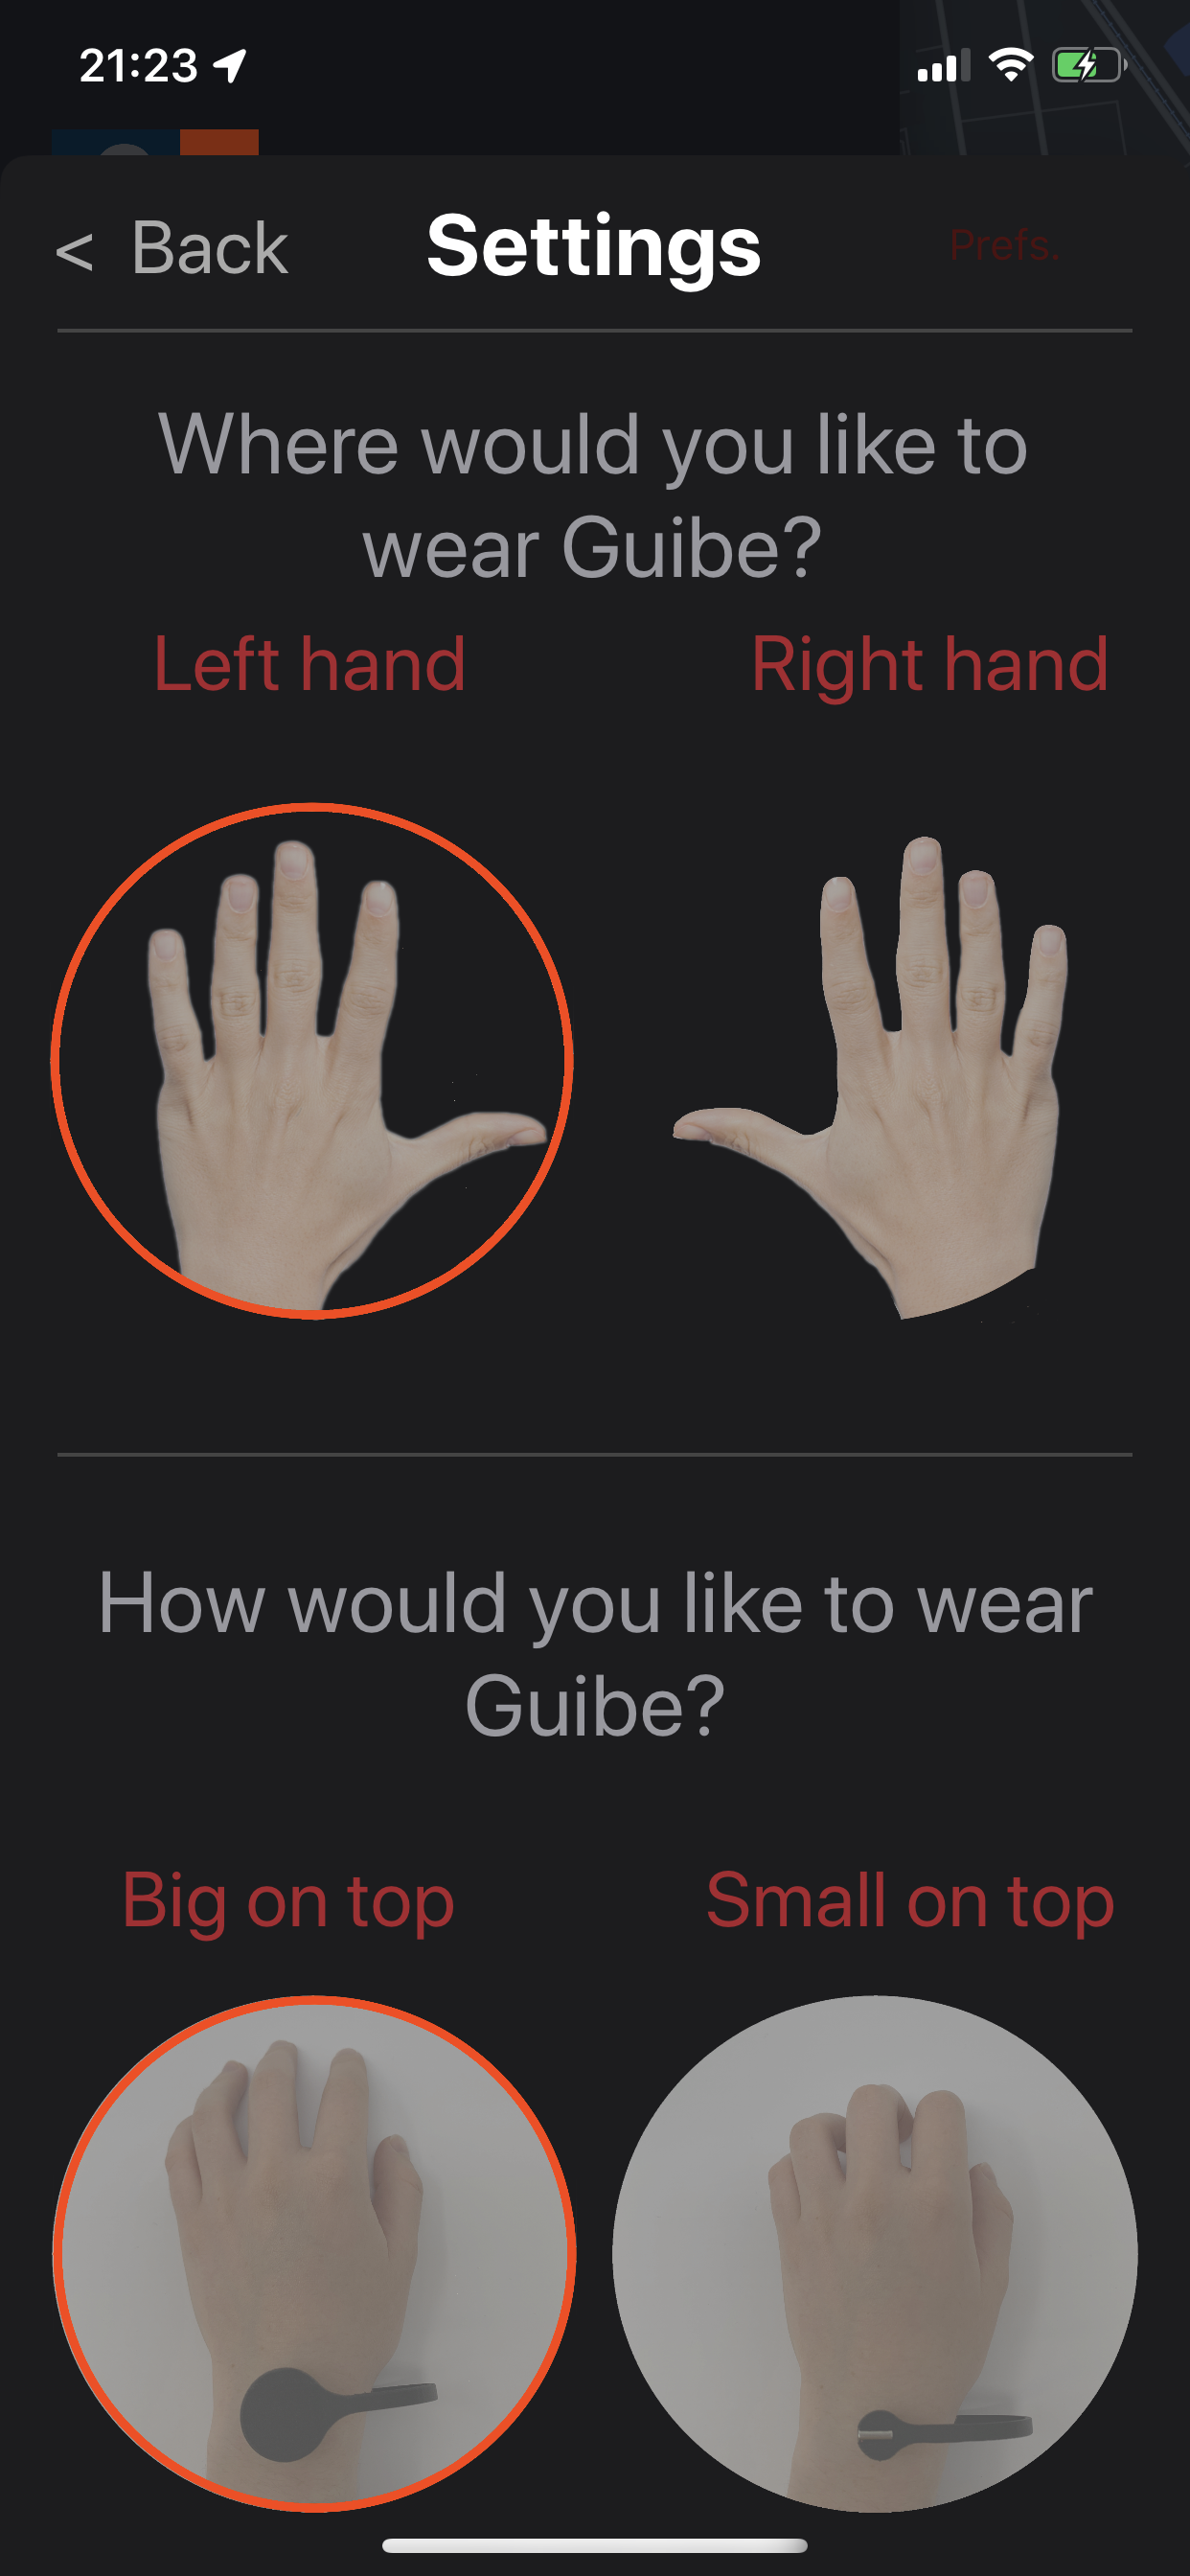 21:23
< Back
Settings
Prefs.
Where would you like to
wear Guibe?
Left hand
Right hand
How would you like to wear
Guibe?
Big on top
Small on top